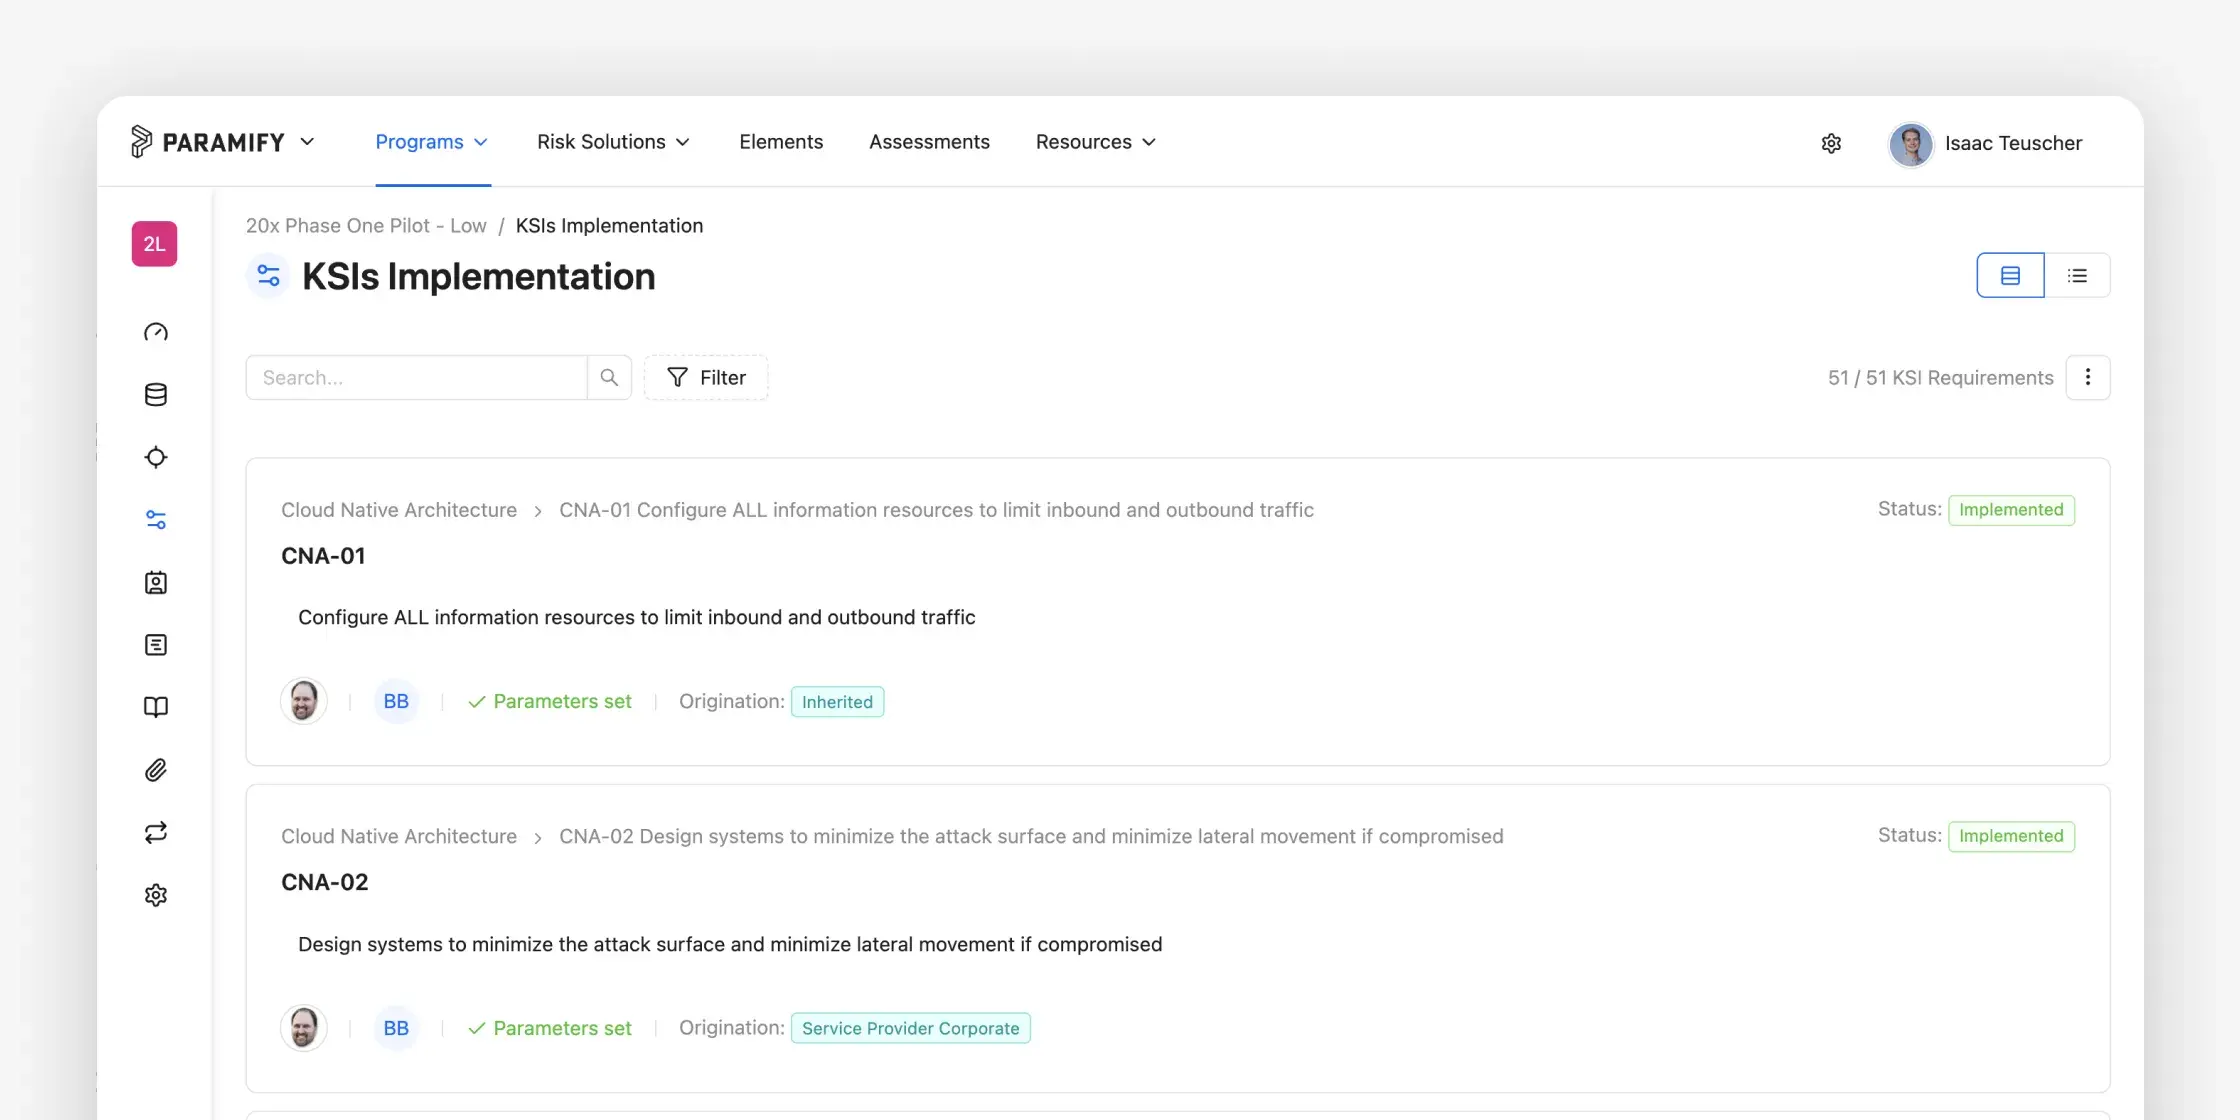 PARAMIFY Programs Risk Solutions Elements Assessments Resources Isaac Teuscher
2L
20x Phase One Pilot - Low / KSIs Implementation
KSIs Implementation
Search... Filter 51 / 51 KSI Requirements
Cloud Native Architecture > CNA-01 Configure ALL information resources to limit inbound and outbound traffic Status: Implemented
CNA-01
Configure ALL information resources to limit inbound and outbound traffic
BB Parameters set Origination: Inherited
Cloud Native Architecture > CNA-02 Design systems to minimize the attack surface and minimize lateral movement if compromised Status: Implemented
CNA-02
Design systems to minimize the attack surface and minimize lateral movement if compromised
BB Parameters set Origination: Service Provider Corporate